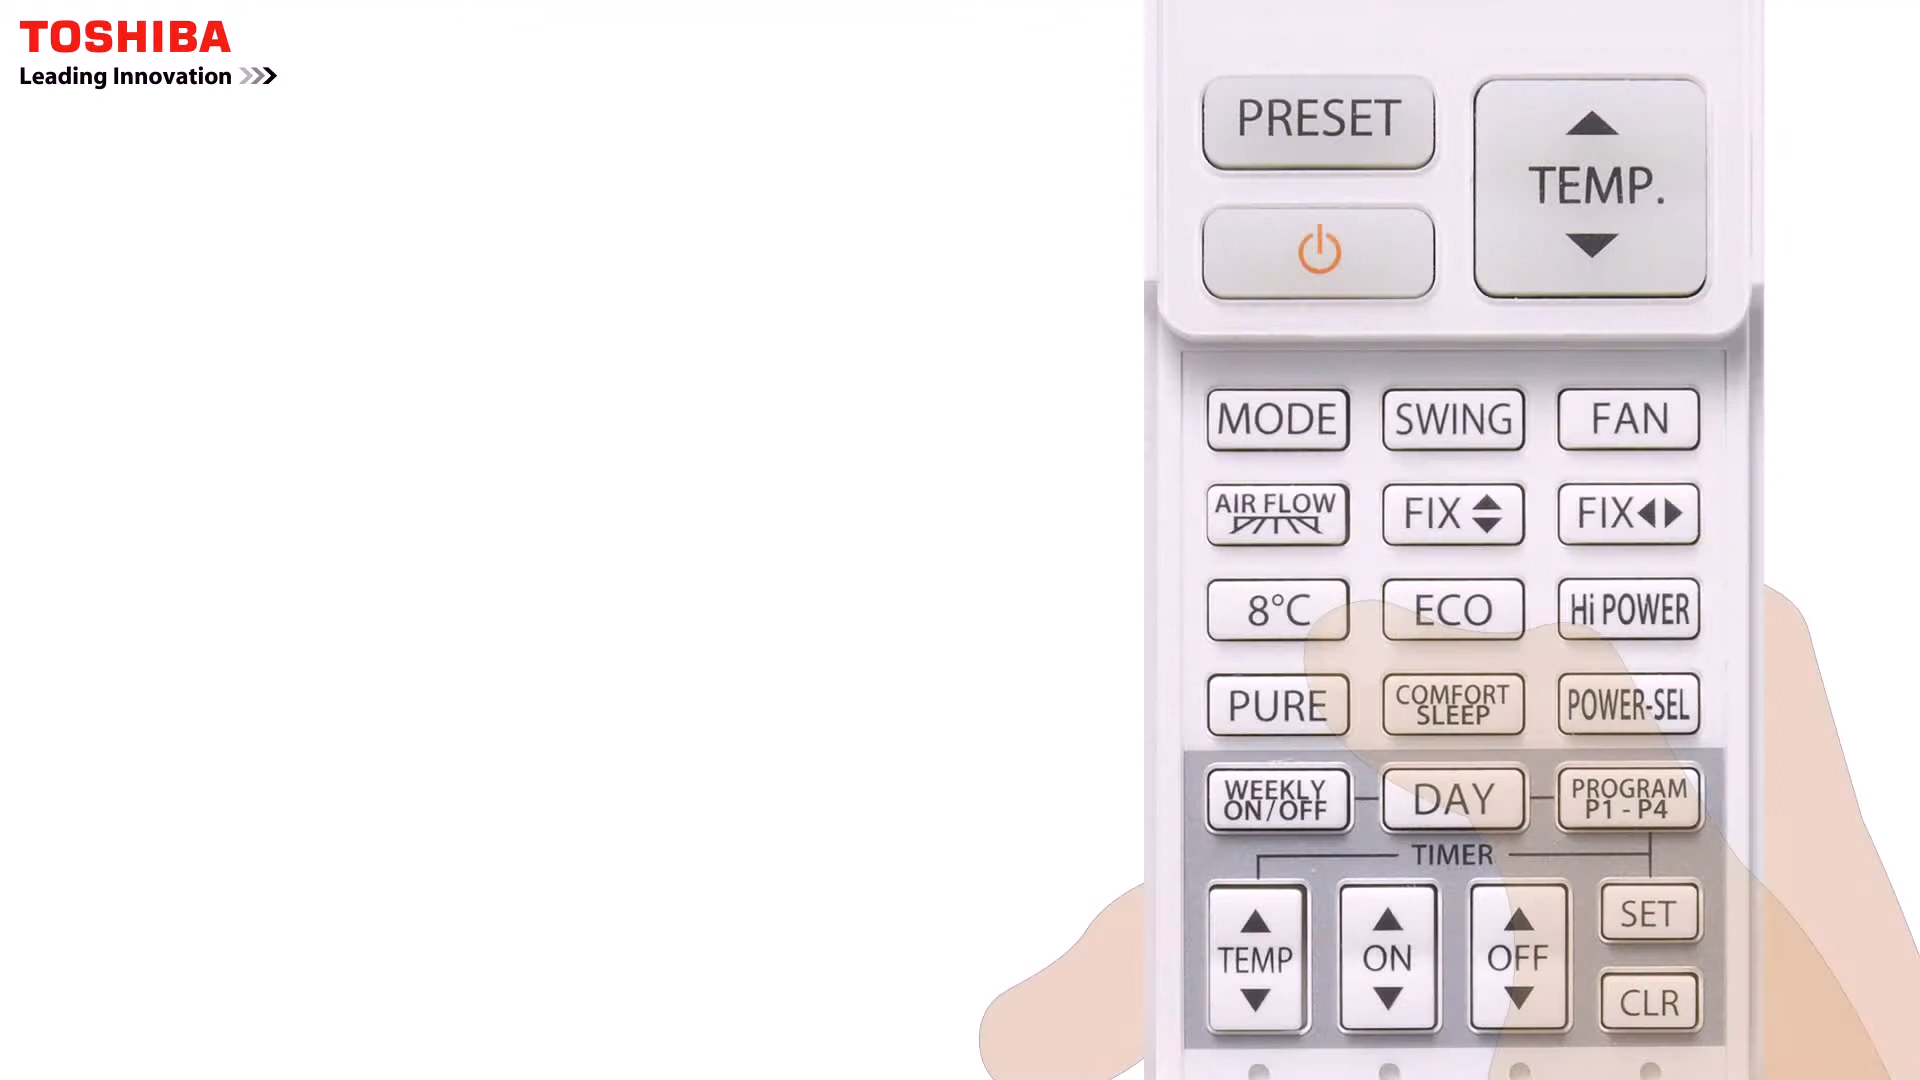 TOSHIBA
Leading Innovation
PRESET
TEMP.
MODE SWING FAN
AIR FLOW FIX FIX
8°C ECO Hi POWER
PURE COMFORT SLEEP POWER-SEL
WEEKLY ON/OFF DAY PROGRAM P1 - P4
TIMER
TEMP ON OFF SET
CLR